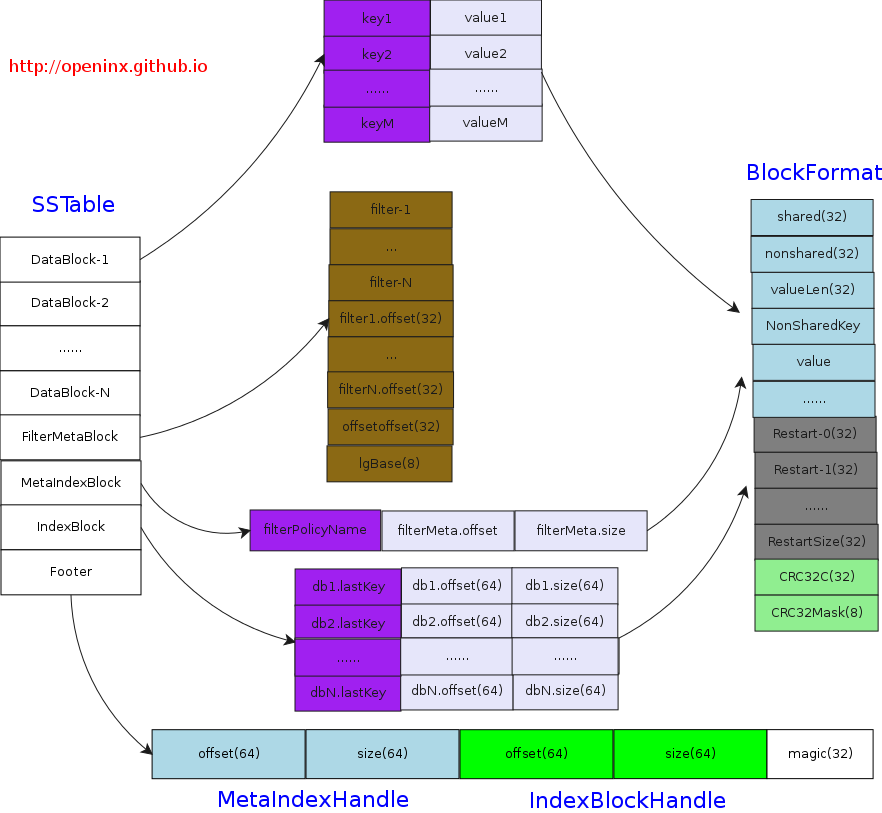 key1 value1
key2 value2
...... ......
keyM valueM
http://openinx.github.io
BlockFormat
SSTable
DataBlock-1
DataBlock-2
......
DataBlock-N
FilterMetaBlock
MetaIndexBlock
IndexBlock
Footer
filter-1
...
filter-N
filter1.offset(32)
...
filterN.offset(32)
offsetoffset(32)
lgBase(8)
shared(32)
nonshared(32)
valueLen(32)
NonSharedKey
value
......
Restart-0(32)
Restart-1(32)
......
RestartSize(32)
CRC32C(32)
CRC32Mask(8)
filterPolicyName filterMeta.offset filterMeta.size
db1.lastKey db1.offset(64) db1.size(64)
db2.lastKey db2.offset(64) db2.size(64)
...... ...... ......
dbN.lastKey dbN.offset(64) dbN.size(64)
offset(64) size(64) offset(64) size(64) magic(32)
MetaIndexHandle IndexBlockHandle